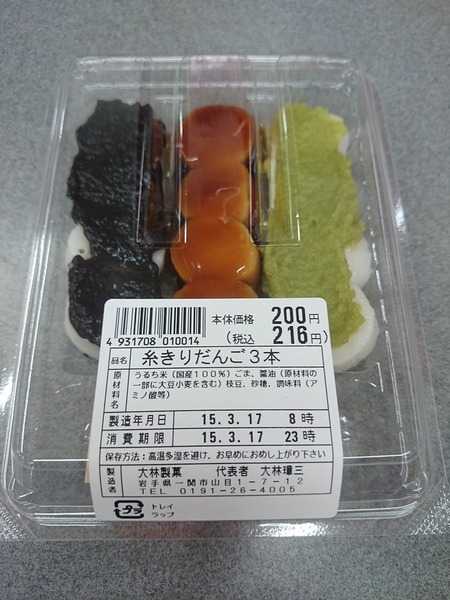 4 931708 010014
本体価格 200円
(税込 216円)
品名 糸きりだんご3本
原材料名 うるち米(国産100%)ごま、醤油(原材料の
一部に大豆小麦を含む)枝豆、砂糖、調味料(ア
ミノ酸等)
製造年月日 15.3.17 8時
消費期限 15.3.17 23時
保存方法:高温多湿を避け、お早めにおめし上がり下さい
製造者 大林製菓 代表者 大林瓊三
岩手県一関市山目1-7-12
TEL 0191-26-4005
プラ トレイ
ラップ